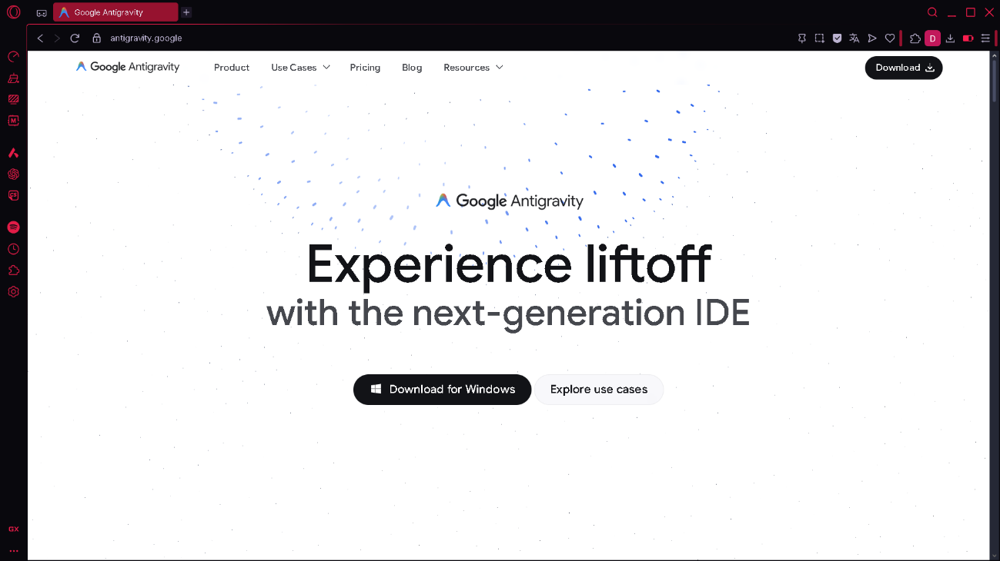 Google Antigravity
antigravity.google
D
Google Antigravity
Product
Use Cases
Pricing
Blog
Resources
Download
M
Google Antigravity
Experience liftoff
with the next-generation IDE
Download for Windows
Explore use cases
GX